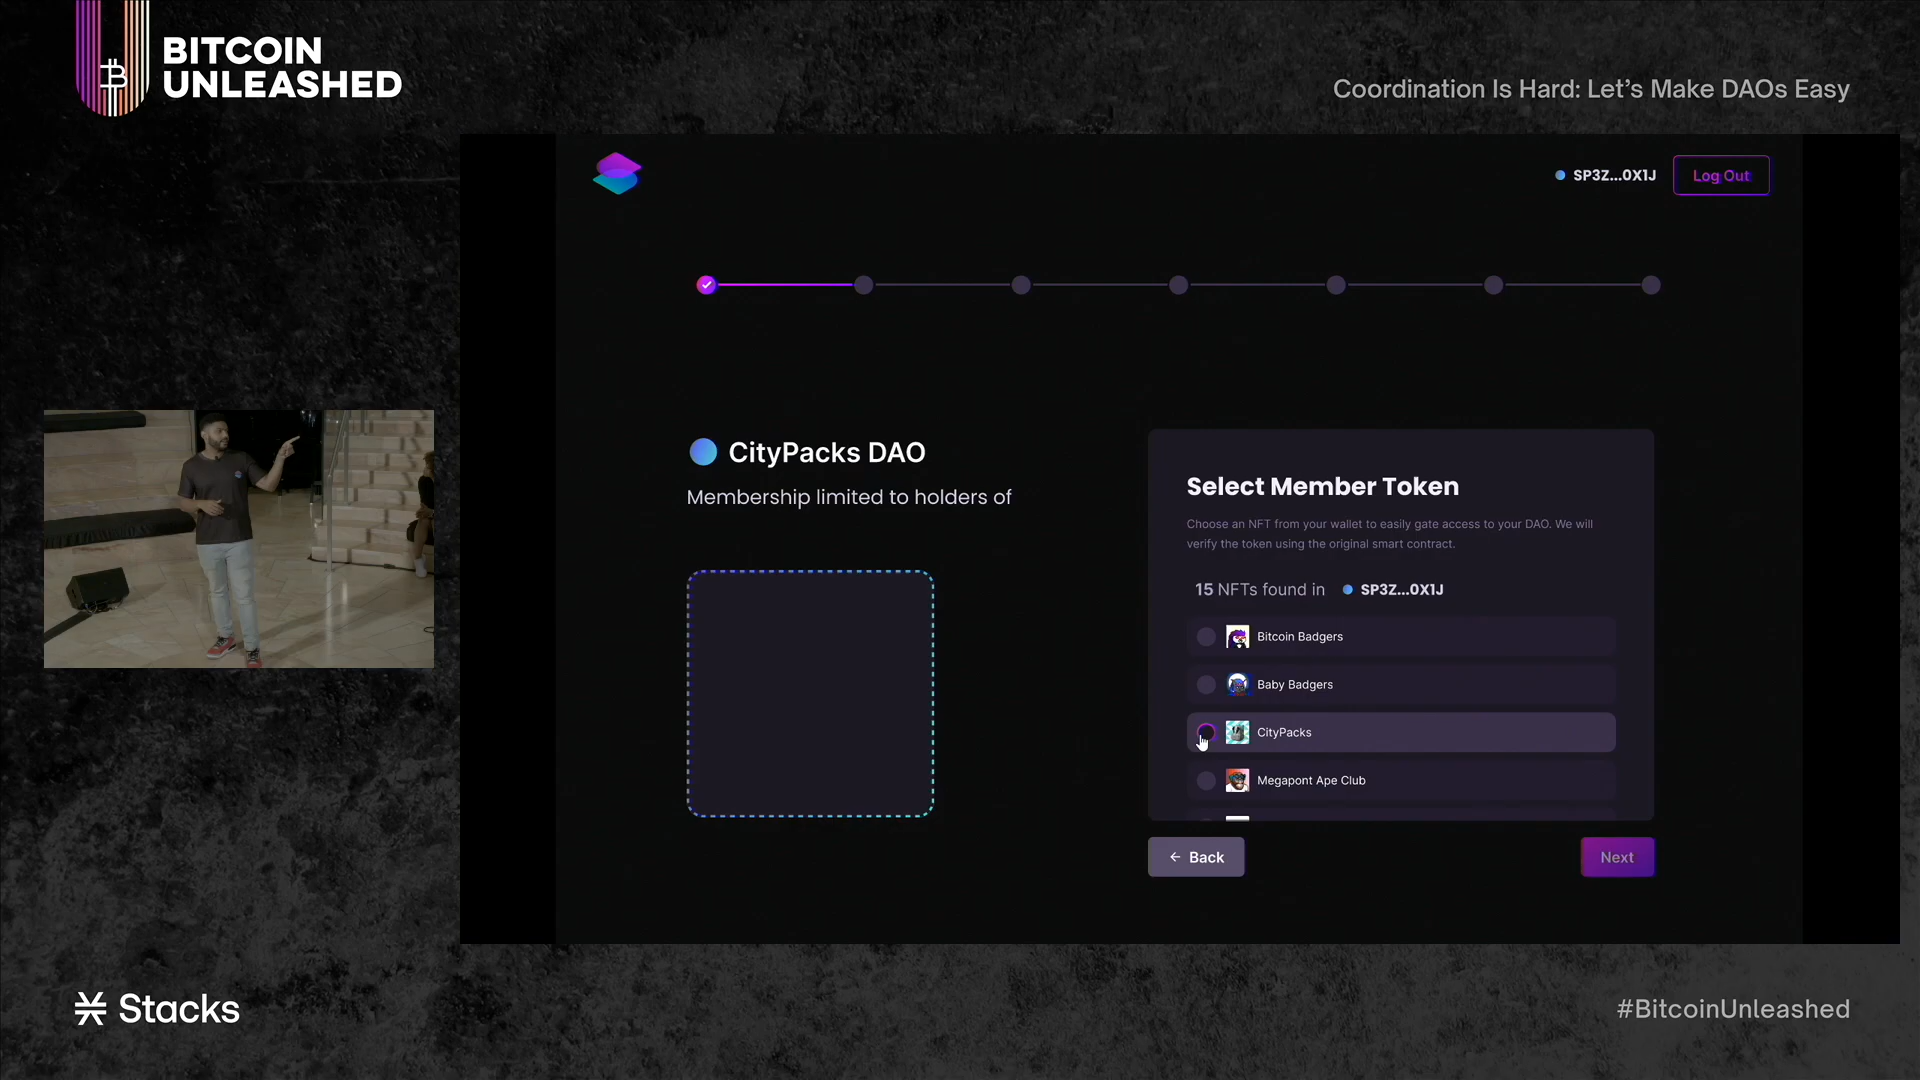 BITCOIN
UNLEASHED
Coordination Is Hard: Let’s Make DAOs Easy
SP3Z...0X1J
Log Out
CityPacks DAO
Membership limited to holders of
Select Member Token
Choose an NFT from your wallet to easily gate access to your DAO. We will
verify the token using the original smart contract.
15 NFTs found in SP3Z...0X1J
Bitcoin Badgers
Baby Badgers
CityPacks
Megapont Ape Club
← Back
Next
Stacks
#BitcoinUnleashed